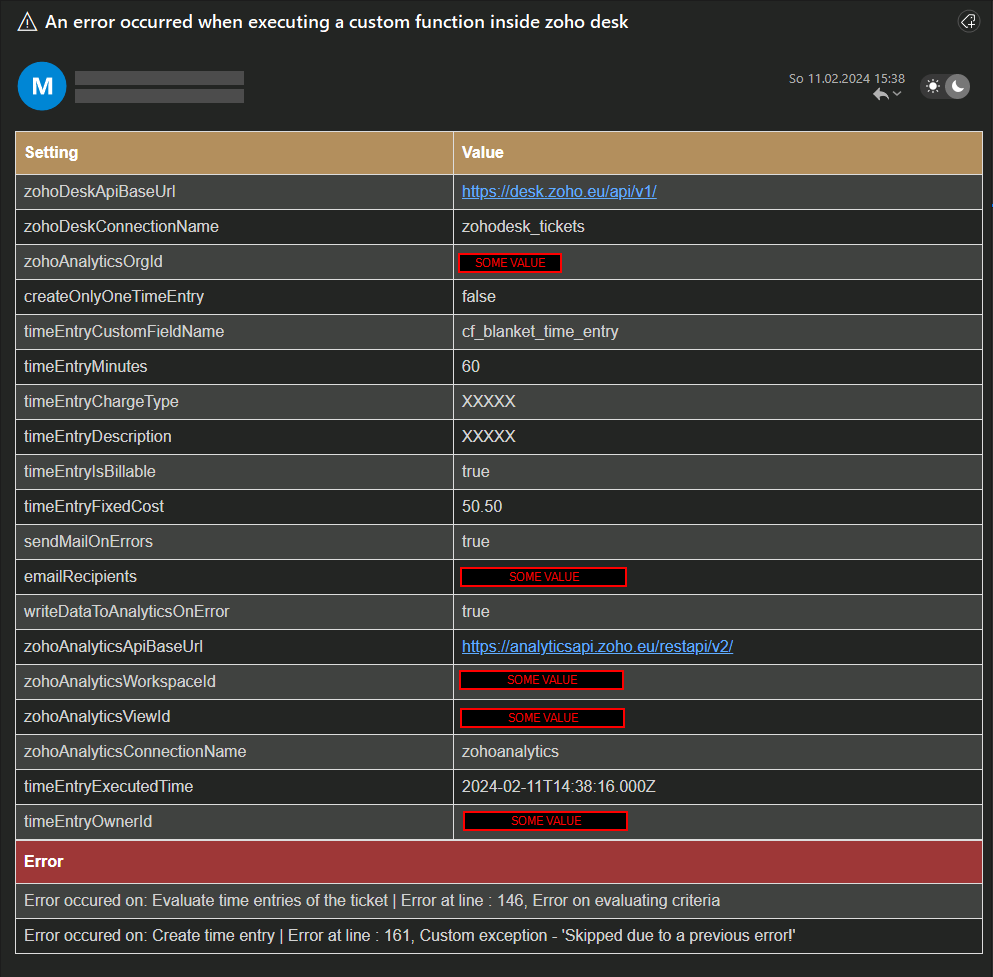 An error occurred when executing a custom function inside zoho desk
M
So 11.02.2024 15:38
Setting Value
zohoDeskApiBaseUrl https://desk.zoho.eu/api/v1/
zohoDeskConnectionName zohodesk_tickets
zohoAnalyticsOrgId SOME VALUE
createOnlyOneTimeEntry false
timeEntryCustomFieldName cf_blanket_time_entry
timeEntryMinutes 60
timeEntryChargeType XXXXX
timeEntryDescription XXXXX
timeEntryIsBillable true
timeEntryFixedCost 50.50
sendMailOnErrors true
emailRecipients SOME VALUE
writeDataToAnalyticsOnError true
zohoAnalyticsApiBaseUrl https://analyticsapi.zoho.eu/restapi/v2/
zohoAnalyticsWorkspaceId SOME VALUE
zohoAnalyticsViewId SOME VALUE
zohoAnalyticsConnectionName zohoanalytics
timeEntryExecutedTime 2024-02-11T14:38:16.000Z
timeEntryOwnerId SOME VALUE
Error
Error occured on: Evaluate time entries of the ticket | Error at line : 146, Error on evaluating criteria
Error occured on: Create time entry | Error at line : 161, Custom exception - 'Skipped due to a previous error!'